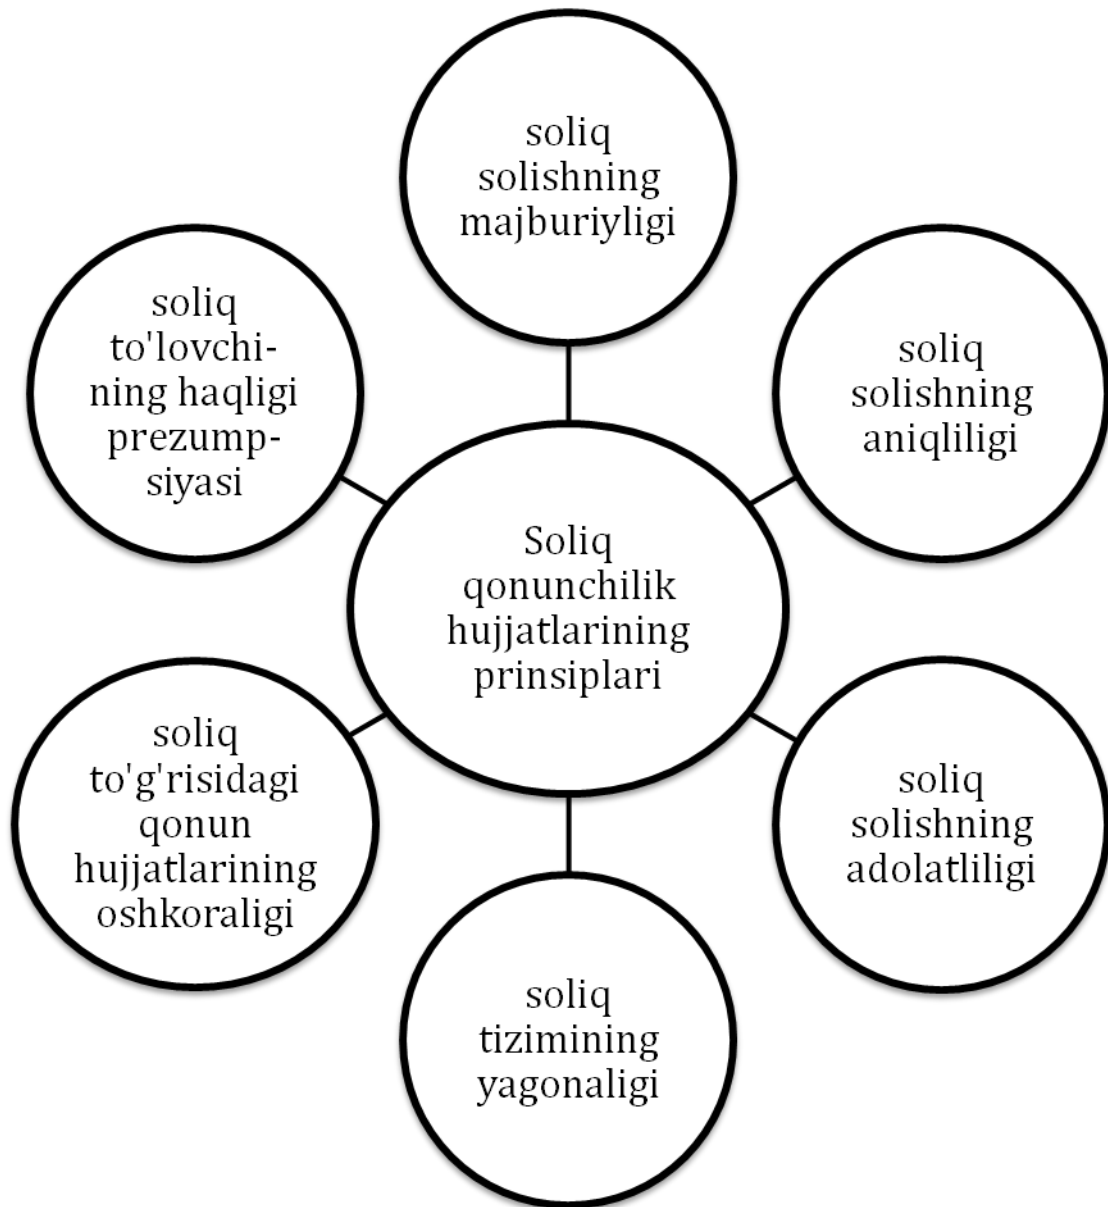 soliq
solishning
majburiyligi
soliq
solishning
aniqliligi
soliq
solishning
adolatliligi
soliq
tizimining
yagonaligi
soliq
to'g'risidagi
qonun
hujjatlarining
oshkoraligi
soliq
to'lovchi-
ning haqligi
prezump-
siyasi
Soliq
qonunchilik
hujjatlarining
prinsiplari